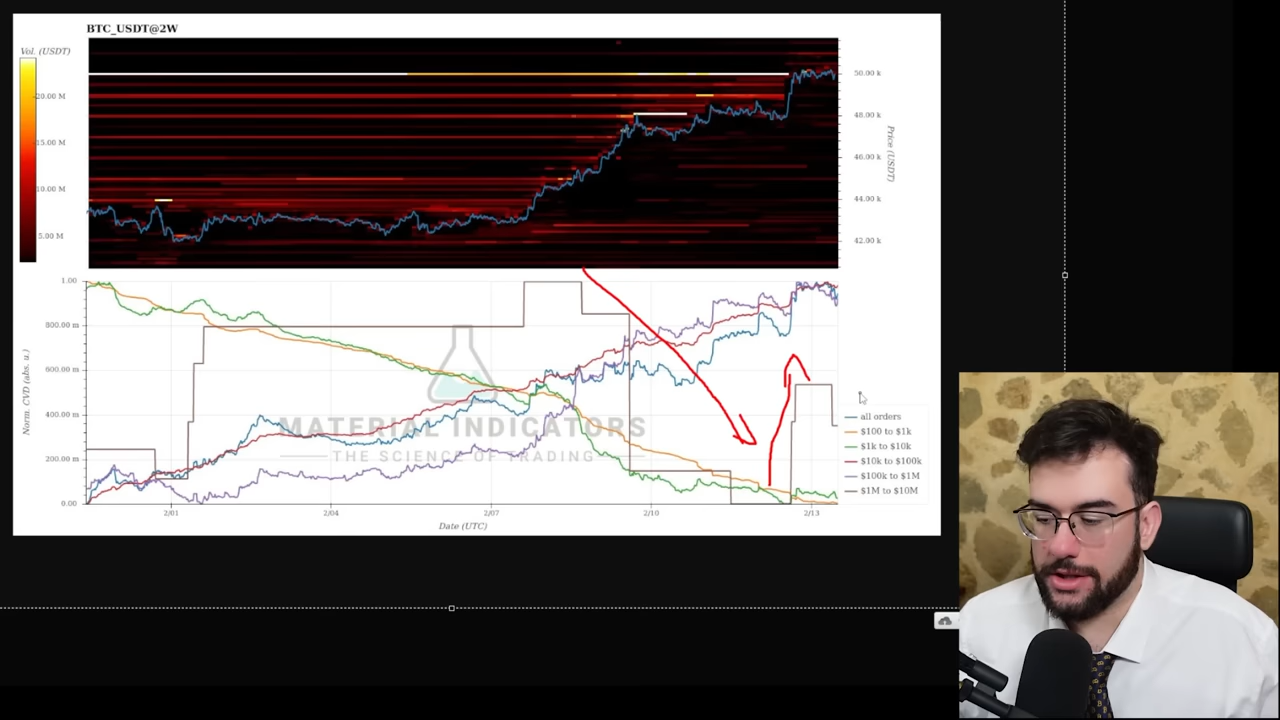 BTC_USDT@2W
Vol. (USDT)
20.00 M
15.00 M
10.00 M
5.00 M
50.00 k
48.00 k
46.00 k
44.00 k
42.00 k
Price (USDT)
1.00
800.00 m
600.00 m
400.00 m
200.00 m
0.00
Norm. CVD (abs. u.)
MATERIAL INDICATORS
THE SCIENCE OF TRADING
all orders
$100 to $1k
$1k to $10k
$10k to $100k
$100k to $1M
$1M to $10M
2/01
2/04
2/07
2/10
2/13
Date (UTC)